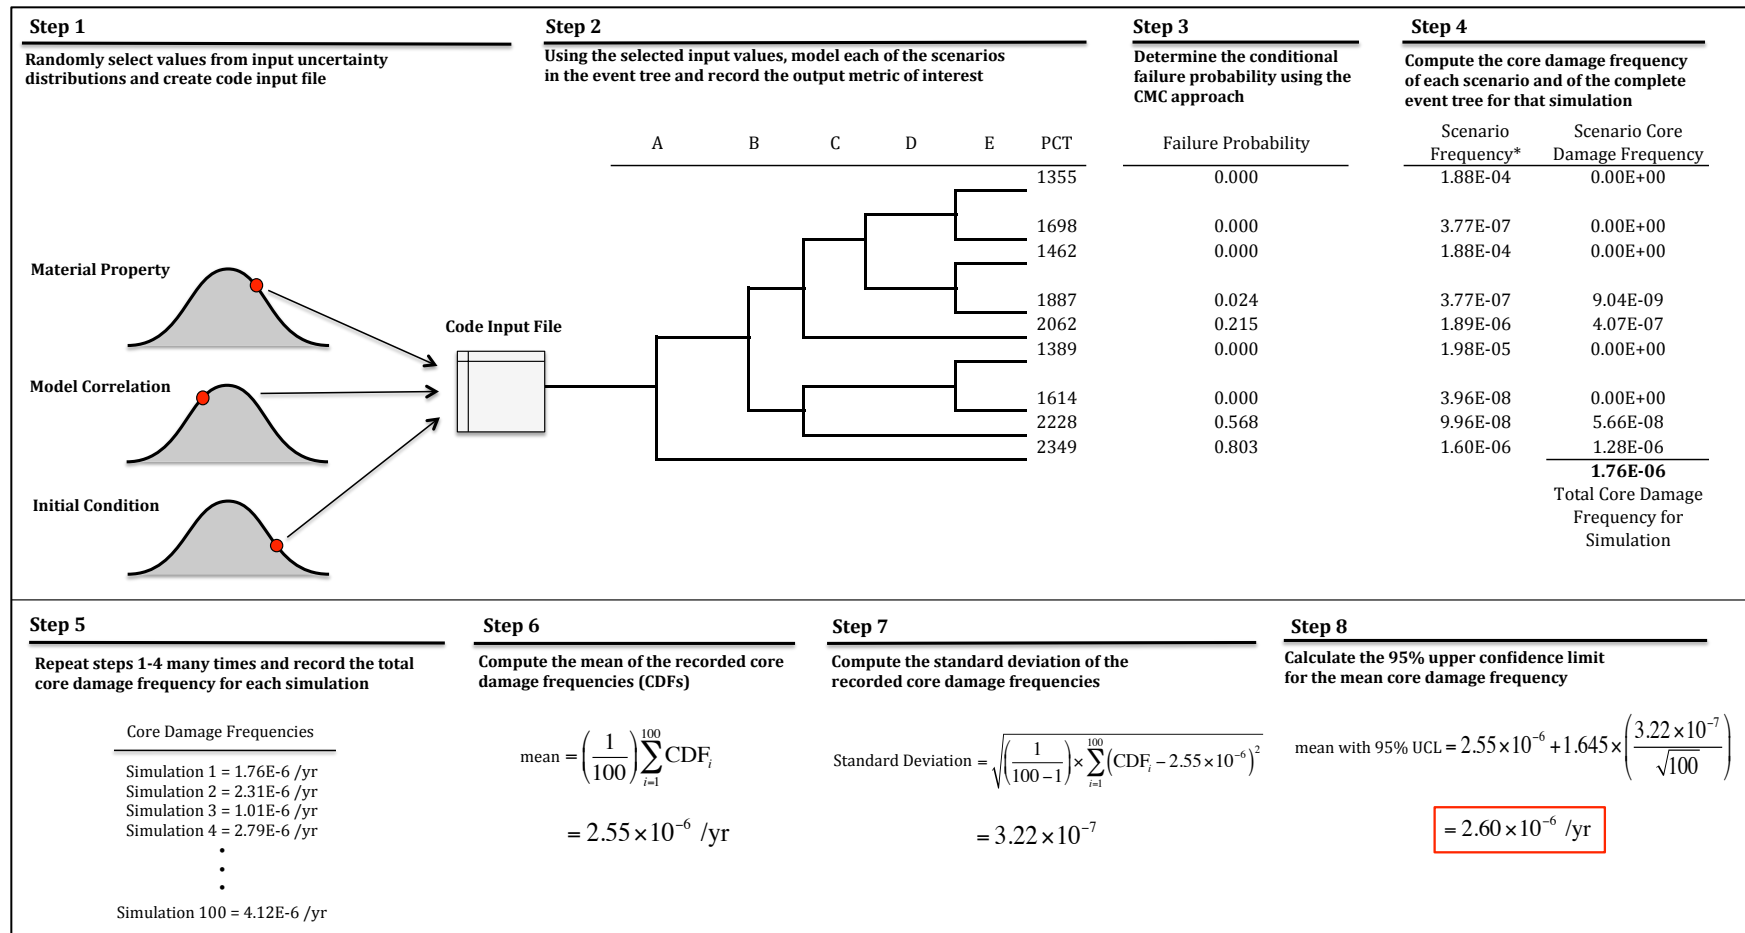 Step 1
Randomly select values from input uncertainty
distributions and create code input file
Material Property
Model Correlation
Initial Condition
Code Input File
Step 2
Using the selected input values, model each of the scenarios
in the event tree and record the output metric of interest
A B C D E PCT
1355
1698
1462
1887
2062
1389
1614
2228
2349
Step 3
Determine the conditional
failure probability using the
CMC approach
Failure Probability
0.000
0.000
0.000
0.024
0.215
0.000
0.000
0.568
0.803
Step 4
Compute the core damage frequency
of each scenario and of the complete
event tree for that simulation
Scenario Scenario Core
Frequency* Damage Frequency
1.88E-04 0.00E+00
3.77E-07 0.00E+00
1.88E-04 0.00E+00
3.77E-07 9.04E-09
1.89E-06 4.07E-07
1.98E-05 0.00E+00
3.96E-08 0.00E+00
9.96E-08 5.66E-08
1.60E-06 1.28E-06
1.76E-06
Total Core Damage
Frequency for
Simulation
Step 5
Repeat steps 1-4 many times and record the total
core damage frequency for each simulation
Core Damage Frequencies
Simulation 1 = 1.76E-6 /yr
Simulation 2 = 2.31E-6 /yr
Simulation 3 = 1.01E-6 /yr
Simulation 4 = 2.79E-6 /yr
•
•
•
Simulation 100 = 4.12E-6 /yr
Step 6
Compute the mean of the recorded core
damage frequencies (CDFs)
mean = (1/100) ∑_{i=1}^{100} CDF_i
= 2.55×10⁻⁶ /yr
Step 7
Compute the standard deviation of the
recorded core damage frequencies
Standard Deviation = √((1/(100−1)) × ∑_{i=1}^{100} (CDF_i − 2.55×10⁻⁶)²)
= 3.22×10⁻⁷
Step 8
Calculate the 95% upper confidence limit
for the mean core damage frequency
mean with 95% UCL = 2.55×10⁻⁶ + 1.645×(3.22×10⁻⁷/√100)
= 2.60×10⁻⁶ /yr